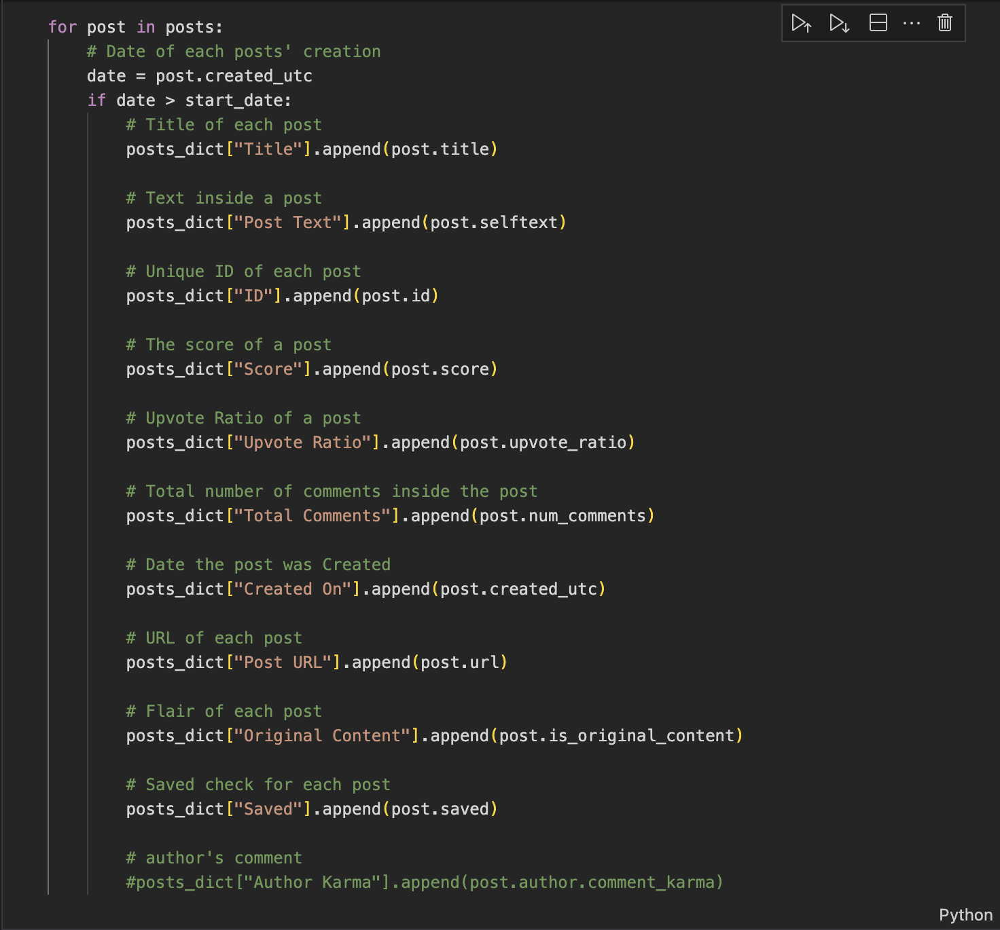 for post in posts:
# Date of each posts' creation
date = post.created_utc
if date > start_date:
# Title of each post
posts_dict["Title"].append(post.title)
# Text inside a post
posts_dict["Post Text"].append(post.selftext)
# Unique ID of each post
posts_dict["ID"].append(post.id)
# The score of a post
posts_dict["Score"].append(post.score)
# Upvote Ratio of a post
posts_dict["Upvote Ratio"].append(post.upvote_ratio)
# Total number of comments inside the post
posts_dict["Total Comments"].append(post.num_comments)
# Date the post was Created
posts_dict["Created On"].append(post.created_utc)
# URL of each post
posts_dict["Post URL"].append(post.url)
# Flair of each post
posts_dict["Original Content"].append(post.is_original_content)
# Saved check for each post
posts_dict["Saved"].append(post.saved)
# author's comment
#posts_dict["Author Karma"].append(post.author.comment_karma)
Python